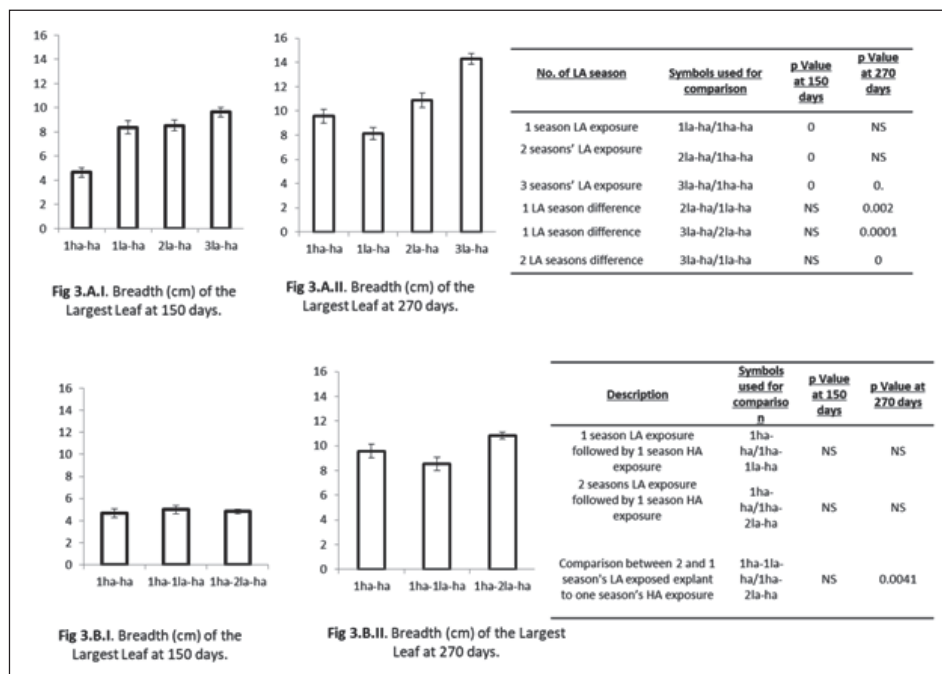 16
14
12
10
8
6
4
2
0
1ha-ha 1la-ha 2la-ha 3la-ha
Fig 3.A.I. Breadth (cm) of the
Largest Leaf at 150 days.
16
14
12
10
8
6
4
2
0
1ha-ha 1la-ha 2la-ha 3la-ha
Fig 3.A.II. Breadth (cm) of the
Largest Leaf at 270 days.
No. of LA season Symbols used for comparison p Value at 150 days p Value at 270 days
1 season LA exposure 1la-ha/1ha-ha 0 NS
2 seasons' LA exposure 2la-ha/1ha-ha 0 NS
3 seasons' LA exposure 3la-ha/1ha-ha 0 0.
1 LA season difference 2la-ha/1la-ha NS 0.002
1 LA season difference 3la-ha/2la-ha NS 0.0001
2 LA seasons difference 3la-ha/1la-ha NS 0
16
14
12
10
8
6
4
2
0
1ha-ha 1ha-1la-ha 1ha-2la-ha
Fig 3.B.I. Breadth (cm) of the
Largest Leaf at 150 days.
16
14
12
10
8
6
4
2
0
1ha-ha 1ha-1la-ha 1ha-2la-ha
Fig 3.B.II. Breadth (cm) of the Largest
Leaf at 270 days.
Description
Symbols
used for
compariso
n
p Value
at 150
days
p Value at
270 days
1 season LA exposure
followed by 1 season HA
exposure
1ha-
ha/1ha-
1la-ha
NS
NS
2 seasons LA exposure
followed by 1 season HA
exposure
1ha-
ha/1ha-
2la-ha
NS
NS
Comparison between 2 and 1
season's LA exposed explant
to one season's HA exposure
1ha-1la-
ha/1ha-
2la-ha
NS
0.0041